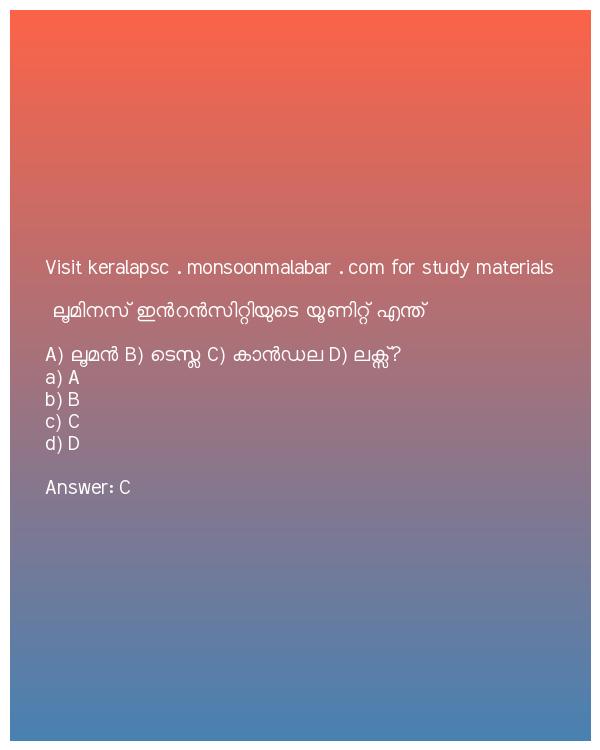 Visit keralapsc . monsoonmalabar . com for study materials
ലൂമിനസ് ഇൻറൻസിറ്റിയുടെ യൂണിറ്റ് എന്ത്
A) ലൂമൻ B) ടെസ്ല C) കാൻഡല D) ലക്സ്?
a) A
b) B
c) C
d) D
Answer: C